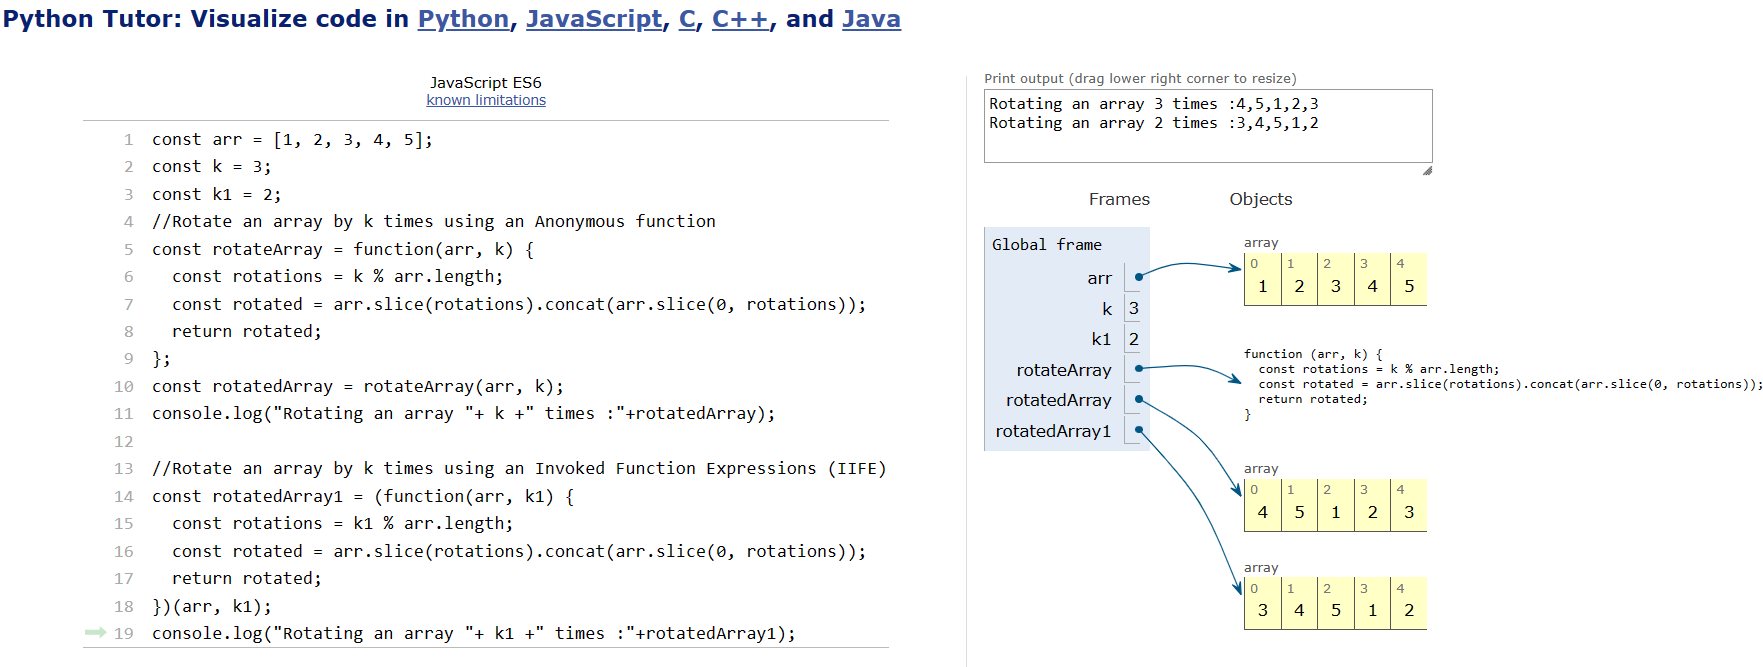 Python Tutor: Visualize code in Python, JavaScript, C, C++, and Java
JavaScript ES6
known limitations
1 const arr = [1, 2, 3, 4, 5];
2 const k = 3;
3 const k1 = 2;
4 //Rotate an array by k times using an Anonymous function
5 const rotateArray = function(arr, k) {
6   const rotations = k % arr.length;
7   const rotated = arr.slice(rotations).concat(arr.slice(0, rotations));
8   return rotated;
9 };
10 const rotatedArray = rotateArray(arr, k);
11 console.log("Rotating an array "+ k +" times :"+rotatedArray);
12
13 //Rotate an array by k times using an Invoked Function Expressions (IIFE)
14 const rotatedArray1 = (function(arr, k1) {
15   const rotations = k1 % arr.length;
16   const rotated = arr.slice(rotations).concat(arr.slice(0, rotations));
17   return rotated;
18 })(arr, k1);
19 console.log("Rotating an array "+ k1 +" times :"+rotatedArray1);
Print output (drag lower right corner to resize)
Rotating an array 3 times :4,5,1,2,3
Rotating an array 2 times :3,4,5,1,2
Frames Objects
Global frame
arr
k 3
k1 2
rotateArray
rotatedArray
rotatedArray1
array
0 1 2 3 4
1 2 3 4 5
function (arr, k) {
  const rotations = k % arr.length;
  const rotated = arr.slice(rotations).concat(arr.slice(0, rotations));
  return rotated;
}
array
0 1 2 3 4
4 5 1 2 3
array
0 1 2 3 4
3 4 5 1 2